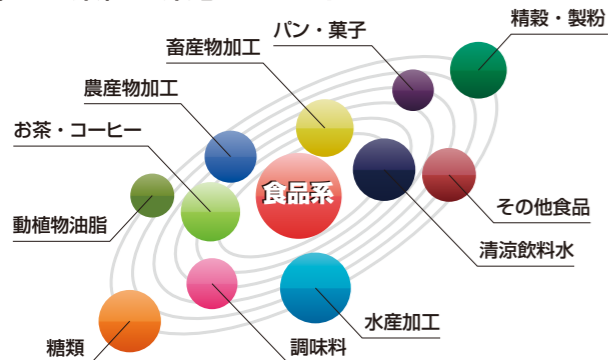 精穀・製粉
パン・菓子
畜産物加工
農産物加工
お茶・コーヒー
食品系
その他食品
動植物油脂
清涼飲料水
水産加工
調味料
糖類